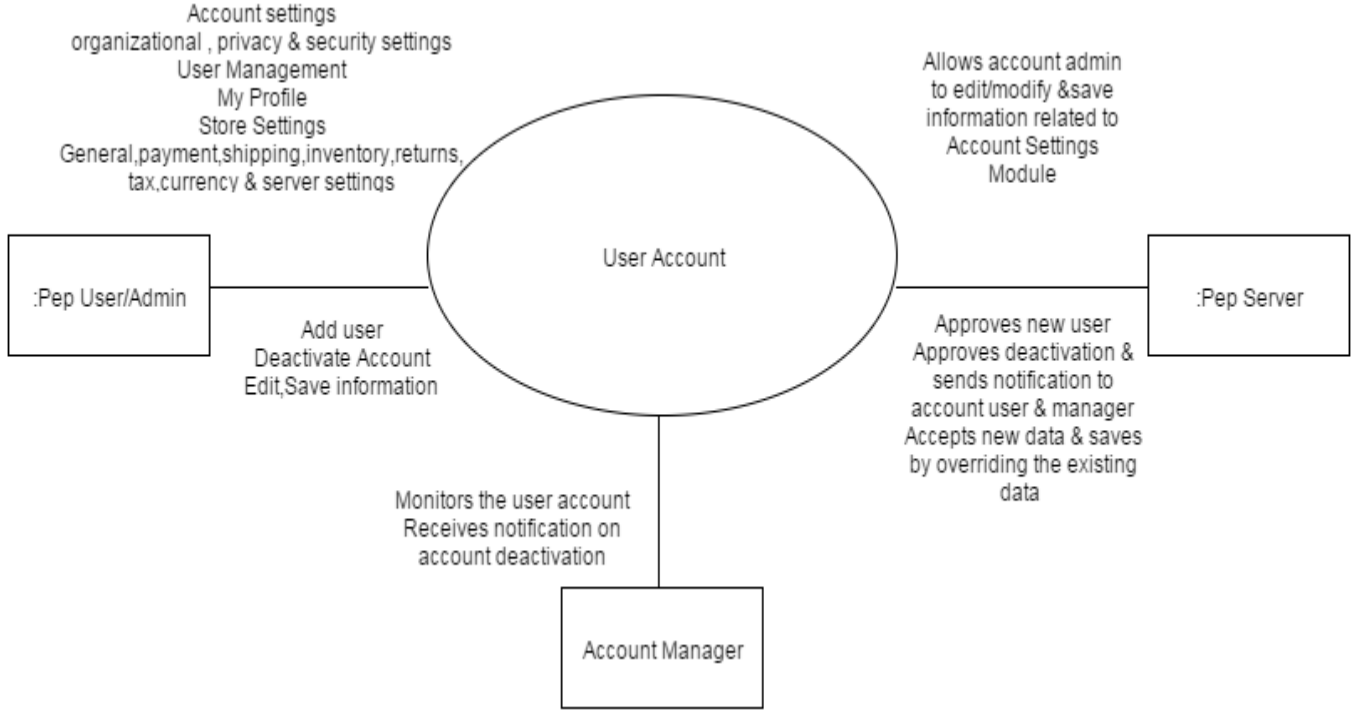 Account settings
organizational , privacy & security settings
User Management
My Profile
Store Settings
General,payment,shipping,inventory,returns,
tax,currency & server settings
Allows account admin
to edit/modify &save
information related to
Account Settings
Module
User Account
:Pep User/Admin
:Pep Server
Add user
Deactivate Account
Edit,Save information
Approves new user
Approves deactivation &
sends notification to
account user & manager
Accepts new data & saves
by overriding the existing
data
Monitors the user account
Receives notification on
account deactivation
Account Manager